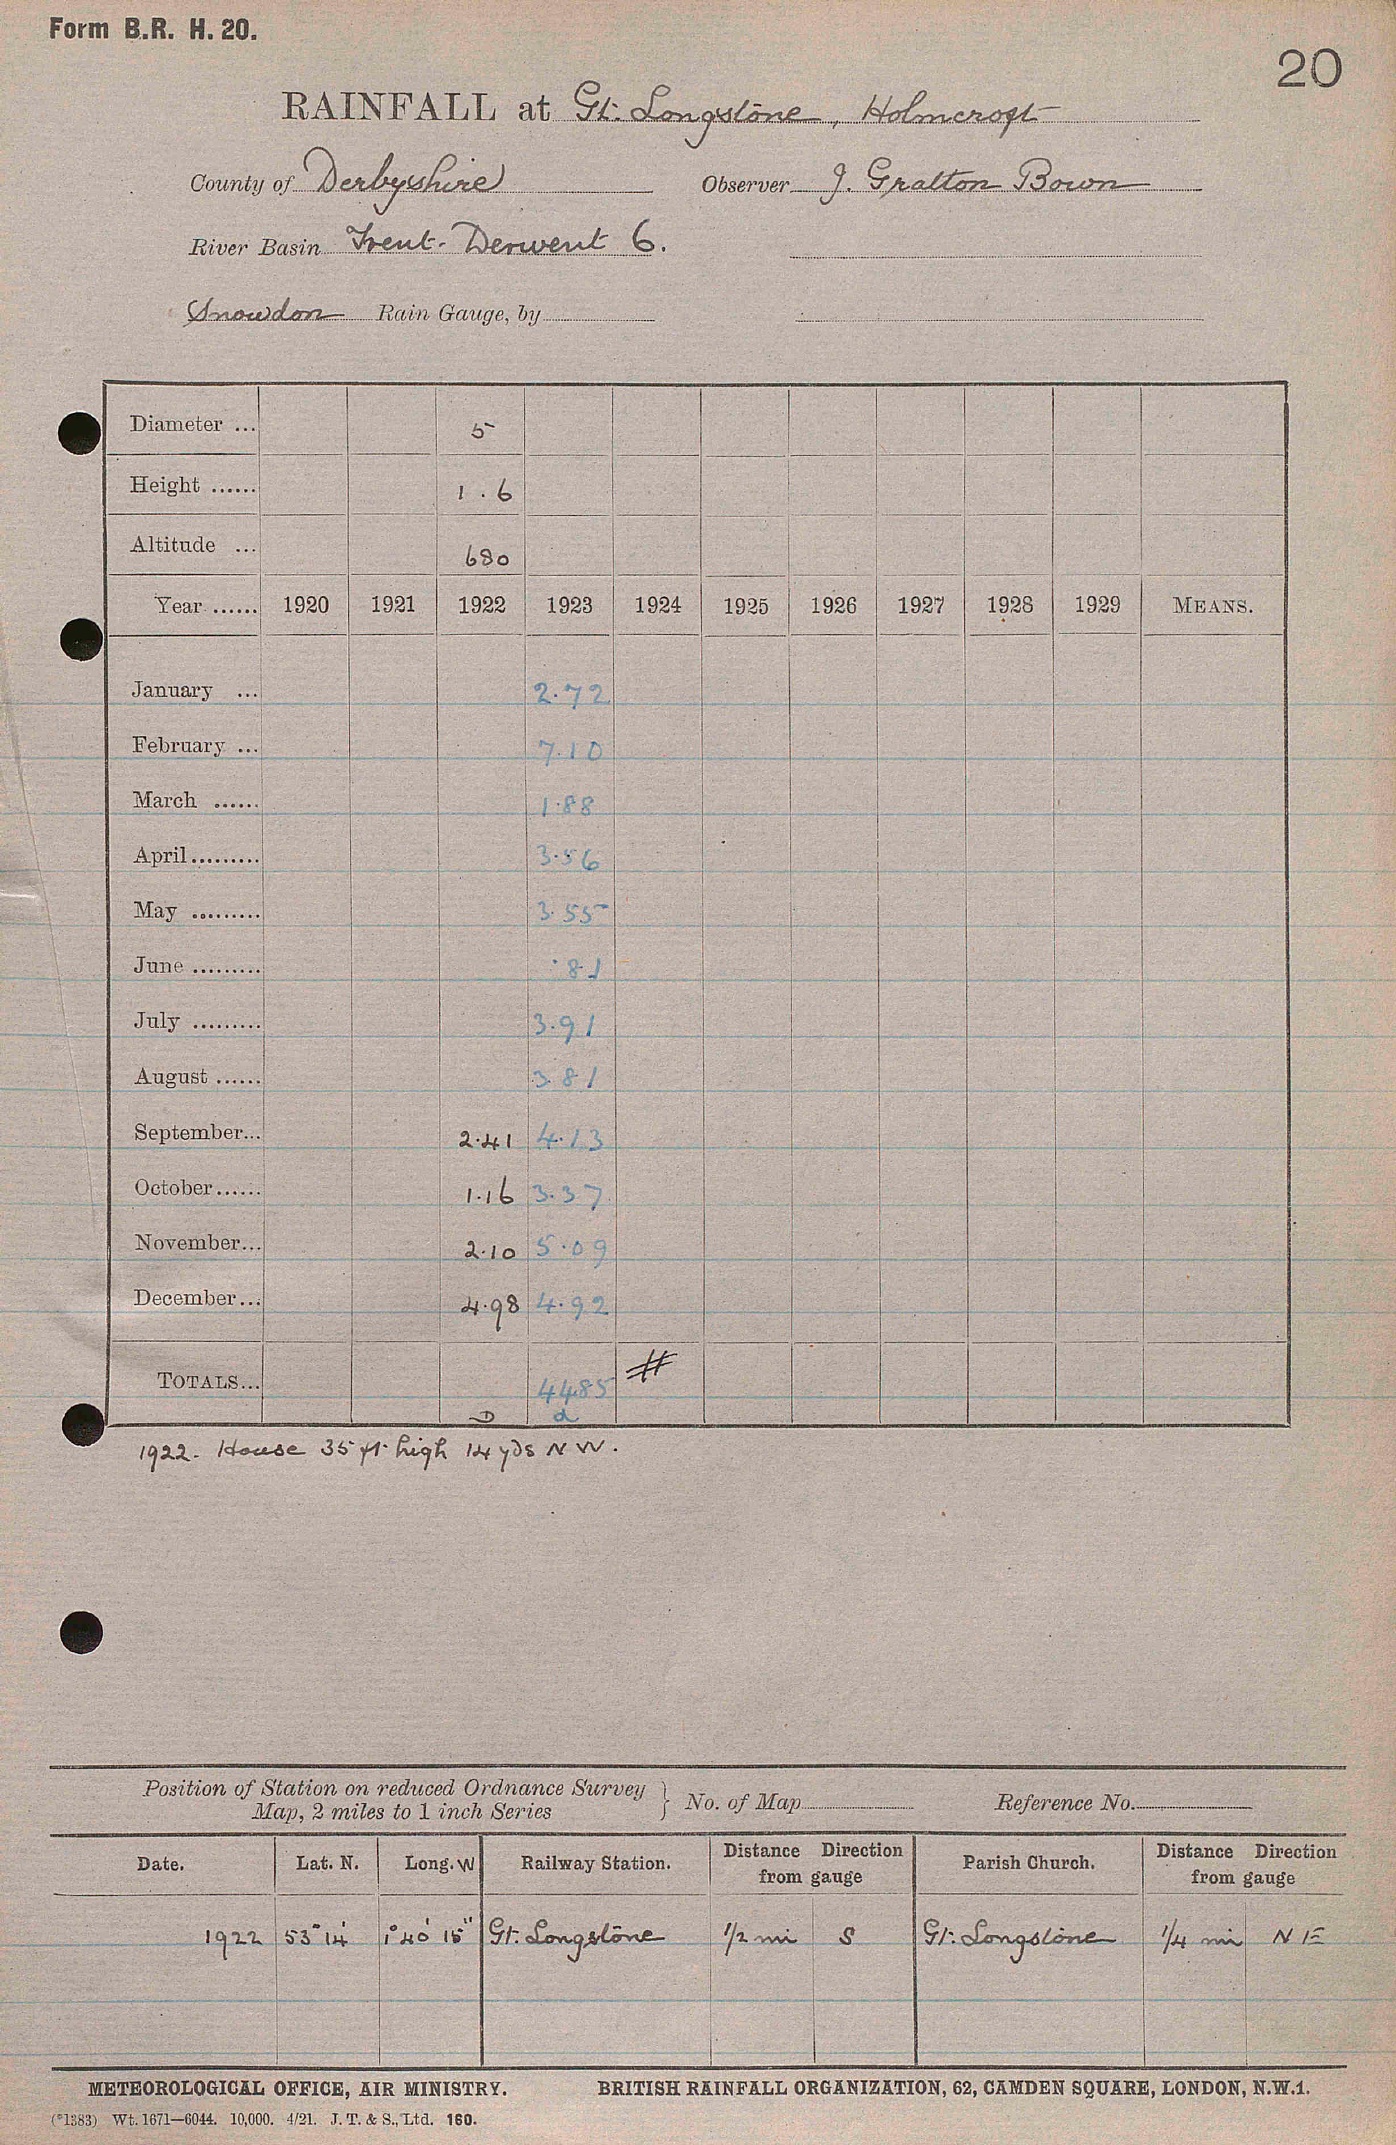 Form B.R. H. 20.
20
RAINFALL at Gt. Longstone, Holmcroft
County of Derbyshire Observer J. Gratton Bown
River Basin Trent-Derwent 6.
Snowdon Rain Gauge, by
Diameter ... 5
Height ...... 1.6
Altitude ... 680
Year ...... 1920 1921 1922 1923 1924 1925 1926 1927 1928 1929 MEANS.
January ... 2.72
February ... 7.10
March ...... 1.88
April ......... 3.56
May ......... 3.55
June ......... .81
July ......... 3.91
August ...... 3.81
September... 2.41 4.13
October...... 1.16 3.37
November... 2.10 5.09
December... 4.98 4.92
TOTALS... 44.85 #
D d
1922. House 35 ft. high 14 yds N W.
Position of Station on reduced Ordnance Survey
Map, 2 miles to 1 inch Series } No. of Map Reference No.
Date. Lat. N. Long. W Railway Station. Distance Direction from gauge Parish Church. Distance Direction from gauge
1922 53° 14' 1° 40' 15" Gt. Longstone 1/2 mi S Gt. Longstone 1/4 mi N E
METEOROLOGICAL OFFICE, AIR MINISTRY. BRITISH RAINFALL ORGANIZATION, 62, CAMDEN SQUARE, LONDON, N.W.1.
(*1383) Wt. 1671—6044. 10,000. 4/21. J. T. & S., Ltd. 160.